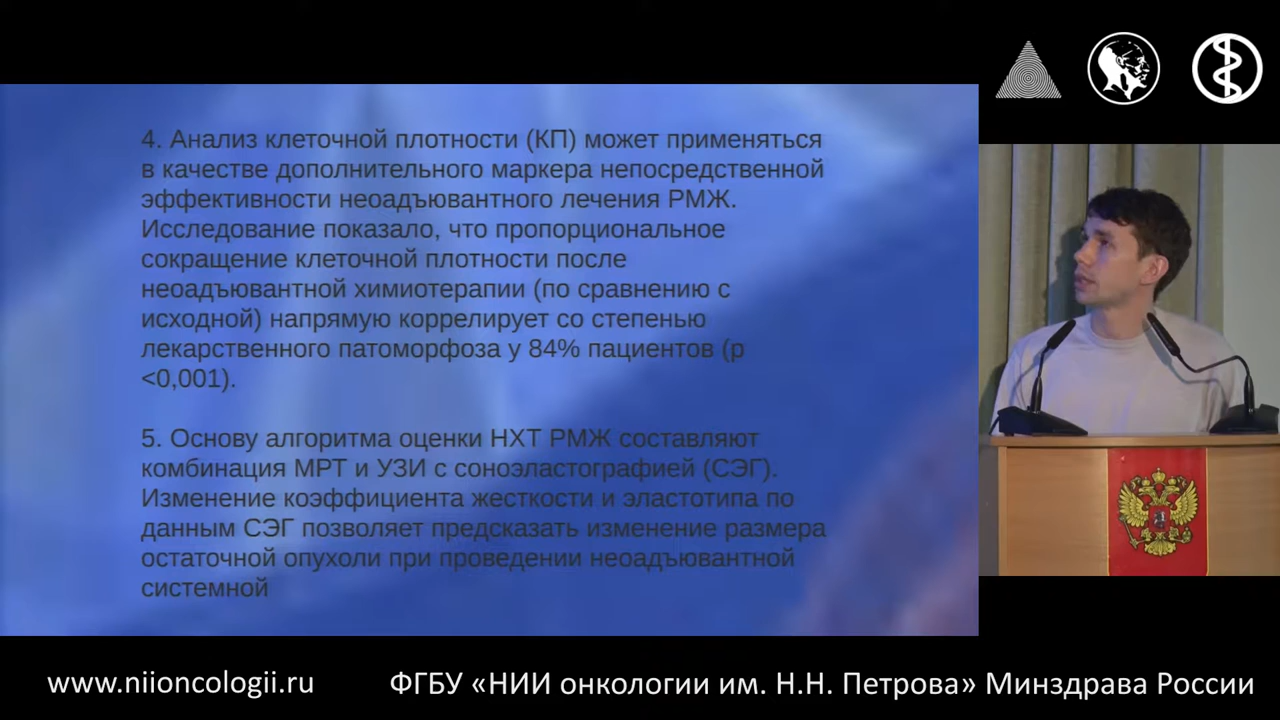 4. Анализ клеточной плотности (КП) может применяться
в качестве дополнительного маркера непосредственной
эффективности неоадъювантного лечения РМЖ.
Исследование показало, что пропорциональное
сокращение клеточной плотности после
неоадъювантной химиотерапии (по сравнению с
исходной) напрямую коррелирует со степенью
лекарственного патоморфоза у 84% пациентов (р
<0,001).
5. Основу алгоритма оценки НХТ РМЖ составляют
комбинация МРТ и УЗИ с соноэластографией (СЭГ).
Изменение коэффициента жесткости и эластотипа по
данным СЭГ позволяет предсказать изменение размера
остаточной опухоли при проведении неоадъювантной
системной
www.niioncologii.ru
ФГБУ «НИИ онкологии им. Н.Н. Петрова» Минздрава России